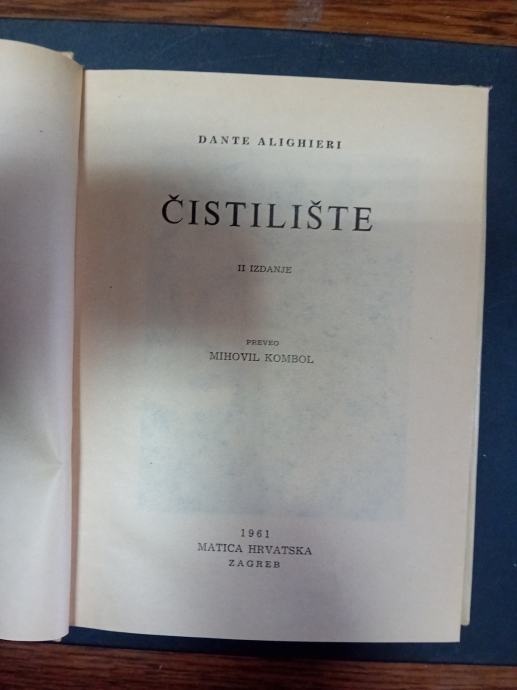 DANTE ALIGHIERI
ČISTILIŠTE
II IZDANJE
PREVEO
MIHOVIL KOMBOL
1961
MATICA HRVATSKA
ZAGREB